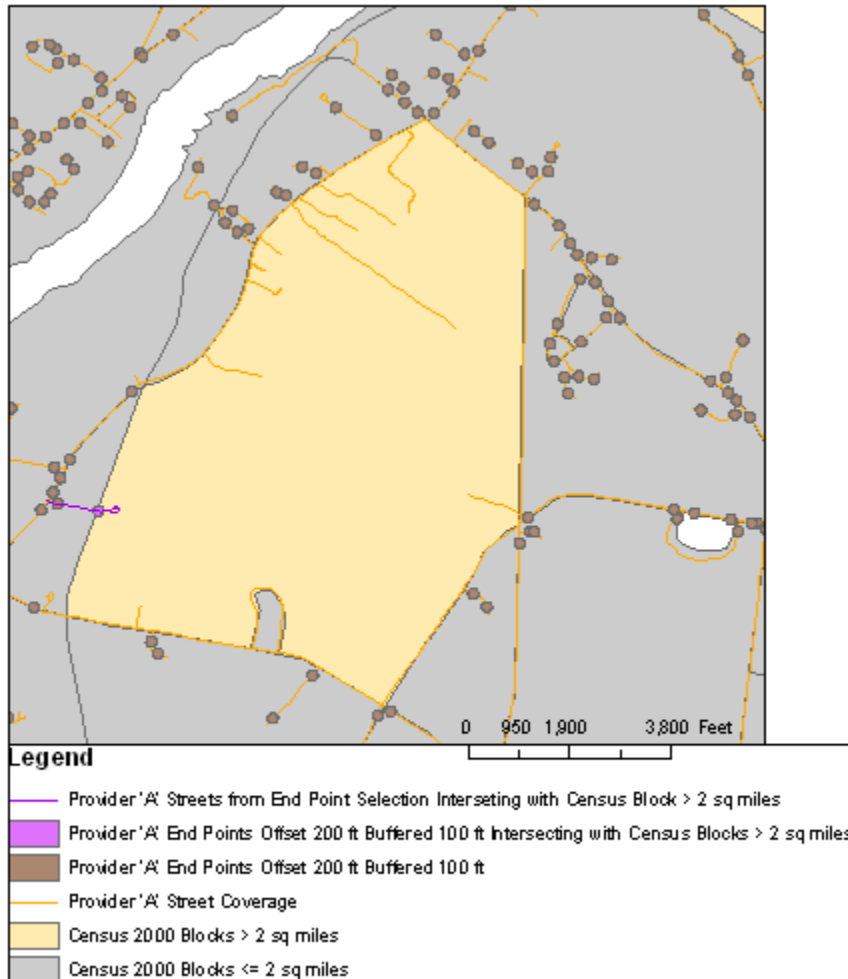 0 950 1,900 3,800 Feet
Legend
Provider 'A' Streets from End Point Selection Interseting with Census Block > 2 sq miles
Provider 'A' End Points Offset 200 ft Buffered 100 ft Intersecting with Census Blocks > 2 sq miles
Provider 'A' End Points Offset 200 ft Buffered 100 ft
Provider 'A' Street Coverage
Census 2000 Blocks > 2 sq miles
Census 2000 Blocks <= 2 sq miles